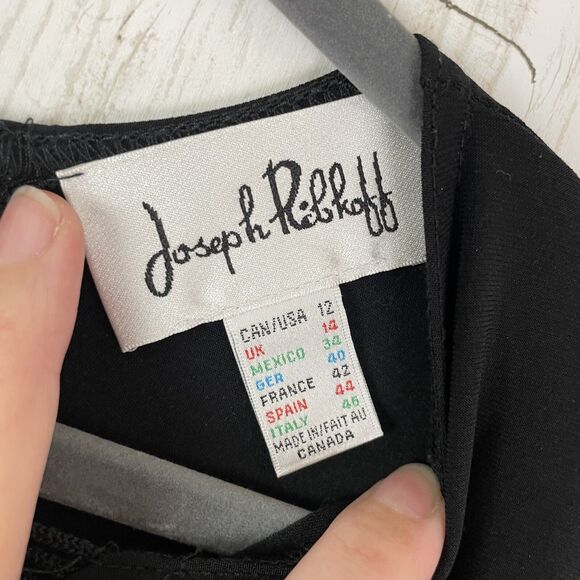 Joseph Ribkoff
CAN/USA 12
UK 14
MEXICO 34
GER 40
FRANCE 42
SPAIN 44
ITALY 46
MADE IN/FAIT AU
CANADA